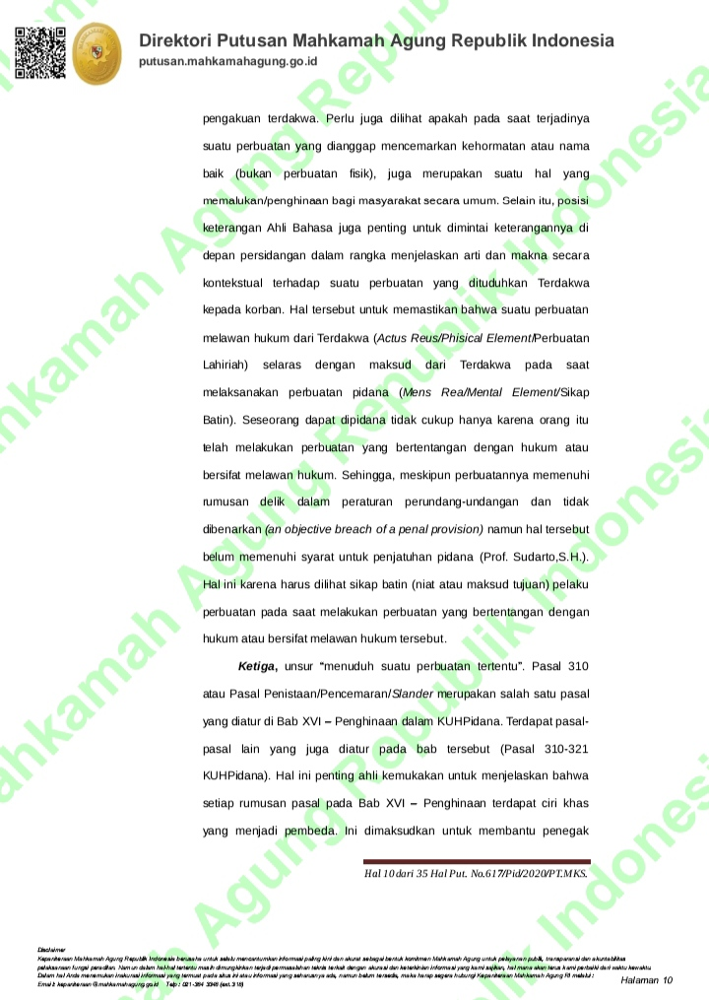 Direktori Putusan Mahkamah Agung Republik Indonesia
putusan.mahkamahagung.go.id
pengakuan terdakwa. Perlu juga dilihat apakah pada saat terjadinya
suatu perbuatan yang dianggap mencemarkan kehormatan atau nama
baik (bukan perbuatan fisik), juga merupakan suatu hal yang
memalukan/penghinaan bagi masyarakat secara umum. Selain itu, posisi
keterangan Ahli Bahasa juga penting untuk dimintai keterangannya di
depan persidangan dalam rangka menjelaskan arti dan makna secara
kontekstual terhadap suatu perbuatan yang dituduhkan Terdakwa
kepada korban. Hal tersebut untuk memastikan bahwa suatu perbuatan
melawan hukum dari Terdakwa (Actus Reus/Phisical Element/Perbuatan
Lahiriah) selaras dengan maksud dari Terdakwa pada saat
melaksanakan perbuatan pidana (Mens Rea/Mental Element/Sikap
Batin). Seseorang dapat dipidana tidak cukup hanya karena orang itu
telah melakukan perbuatan yang bertentangan dengan hukum atau
bersifat melawan hukum. Sehingga, meskipun perbuatannya memenuhi
rumusan delik dalam peraturan perundang-undangan dan tidak
dibenarkan (an objective breach of a penal provision) namun hal tersebut
belum memenuhi syarat untuk penjatuhan pidana (Prof. Sudarto,S.H.).
Hal ini karena harus dilihat sikap batin (niat atau maksud tujuan) pelaku
perbuatan pada saat melakukan perbuatan yang bertentangan dengan
hukum atau bersifat melawan hukum tersebut.
Ketiga, unsur “menuduh suatu perbuatan tertentu”. Pasal 310
atau Pasal Penistaan/Pencemaran/Slander merupakan salah satu pasal
yang diatur di Bab XVI – Penghinaan dalam KUHPidana. Terdapat pasal-
pasal lain yang juga diatur pada bab tersebut (Pasal 310-321
KUHPidana). Hal ini penting ahli kemukakan untuk menjelaskan bahwa
setiap rumusan pasal pada Bab XVI – Penghinaan terdapat ciri khas
yang menjadi pembeda. Ini dimaksudkan untuk membantu penegak
Hal 10 dari 35 Hal Put. No.617/Pid/2020/PT.MKS.
Disclaimer
Kepaniteraan Mahkamah Agung Republik Indonesia berusaha untuk selalu mencantumkan informasi paling kini dan akurat sebagai bentuk komitmen Mahkamah Agung untuk pelayanan publik, transparansi dan akuntabilitas
pelaksanaan fungsi peradilan. Namun dalam hal-hal tertentu masih dimungkinkan terjadi permasalahan teknis terkait dengan akurasi dan keterkinian informasi yang kami sajikan, hal mana akan terus kami perbaiki dari waktu kewaktu.
Dalam hal Anda menemukan inakurasi informasi yang termuat pada situs ini atau informasi yang seharusnya ada, namun belum tersedia, maka harap segera hubungi Kepaniteraan Mahkamah Agung RI melalui :
Email : kepaniteraan@mahkamahagung.go.id Telp : 021-384 3348 (ext.318)
Halaman 10